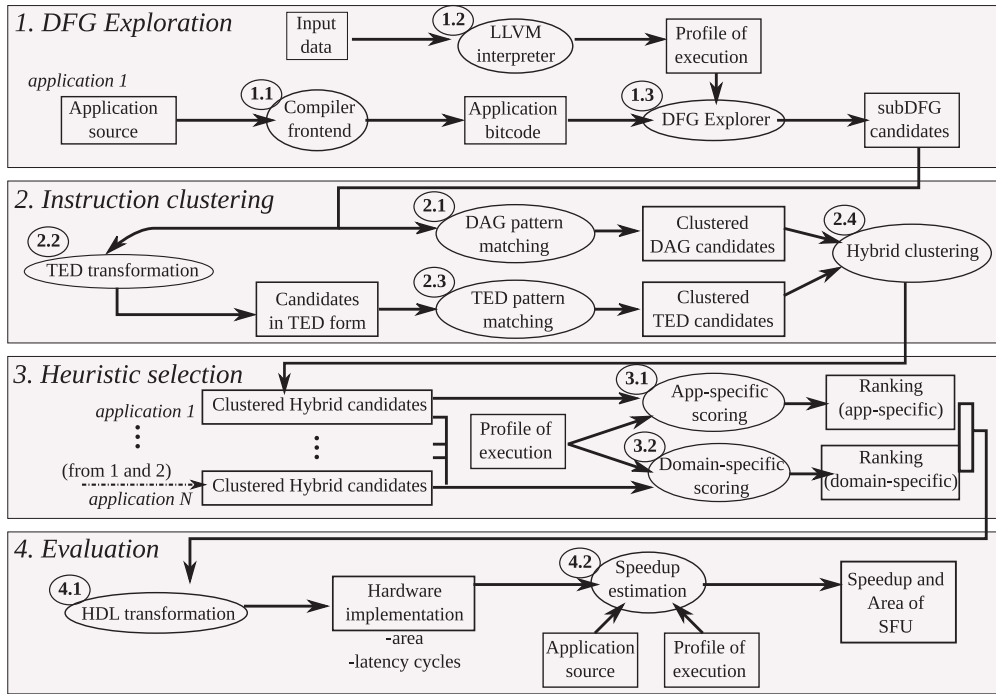 1. DFG Exploration
Input
data
1.2
LLVM
interpreter
Profile of
execution
application 1
Application
source
1.1
Compiler
frontend
Application
bitcode
1.3
DFG Explorer
subDFG
candidates
2. Instruction clustering
2.1
DAG pattern
matching
Clustered
DAG candidates
2.4
Hybrid clustering
2.2
TED transformation
Candidates
in TED form
2.3
TED pattern
matching
Clustered
TED candidates
3. Heuristic selection
application 1
Clustered Hybrid candidates
3.1
App-specific
scoring
Ranking
(app-specific)
Profile of
execution
(from 1 and 2)
application N
Clustered Hybrid candidates
3.2
Domain-specific
scoring
Ranking
(domain-specific)
4. Evaluation
4.1
HDL transformation
Hardware
implementation
-area
-latency cycles
4.2
Speedup
estimation
Application
source
Profile of
execution
Speedup and
Area of
SFU